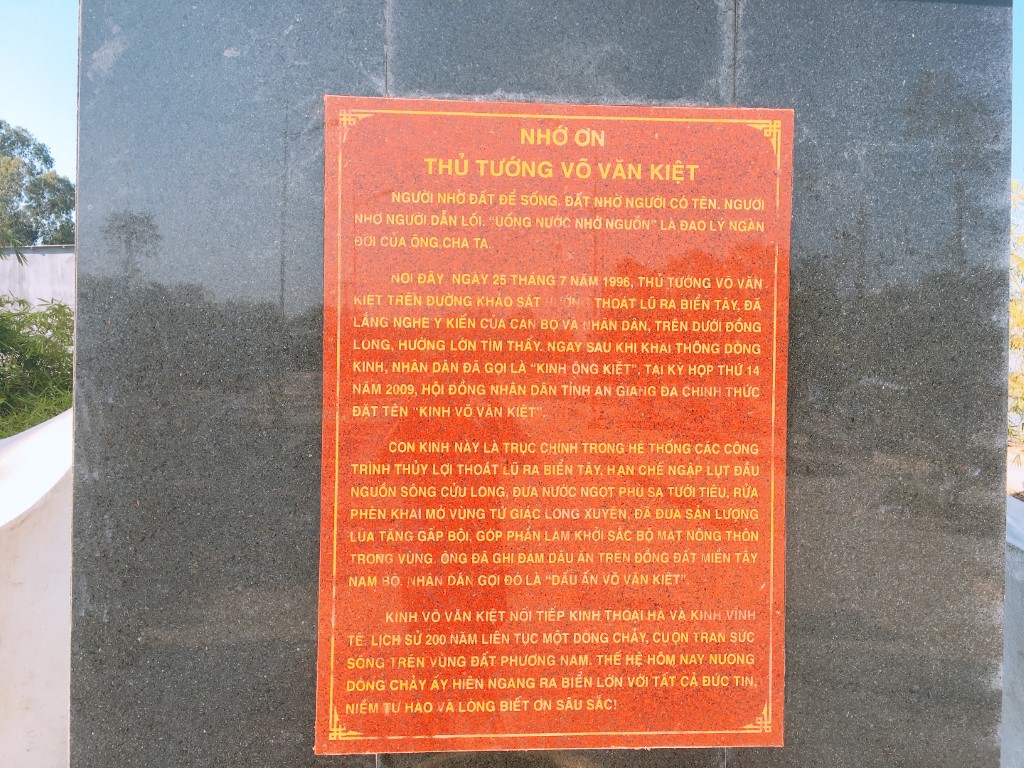 NHỚ ƠN
THỦ TƯỚNG VÕ VĂN KIỆT
NGƯỜI NHỜ ĐẤT ĐỂ SỐNG. ĐẤT NHỜ NGƯỜI CÓ TÊN. NGƯỜI
NHỜ NGƯỜI DẪN LỐI. "UỐNG NƯỚC NHỚ NGUỒN" LÀ ĐẠO LÝ NGÀN
ĐỜI CỦA ÔNG CHA TA.
NƠI ĐÂY, NGÀY 25 THÁNG 7 NĂM 1996, THỦ TƯỚNG VÕ VĂN
KIỆT TRÊN ĐƯỜNG KHẢO SÁT HƯỚNG THOÁT LŨ RA BIỂN TÂY, ĐÃ
LẮNG NGHE Ý KIẾN CỦA CÁN BỘ VÀ NHÂN DÂN, TRÊN DƯỚI ĐỒNG
LÒNG, HƯỚNG LỚN TÌM THẤY. NGAY SAU KHI KHAI THÔNG DÒNG
KINH, NHÂN DÂN ĐÃ GỌI LÀ "KINH ÔNG KIỆT", TẠI KỲ HỌP THỨ 14
NĂM 2009, HỘI ĐỒNG NHÂN DÂN TỈNH AN GIANG ĐÃ CHÍNH THỨC
ĐẶT TÊN "KINH VÕ VĂN KIỆT".
CON KINH NÀY LÀ TRỤC CHÍNH TRONG HỆ THỐNG CÁC CÔNG
TRÌNH THỦY LỢI THOÁT LŨ RA BIỂN TÂY, HẠN CHẾ NGẬP LỤT ĐẦU
NGUỒN SÔNG CỬU LONG, ĐƯA NƯỚC NGỌT PHÙ SA TƯỚI TIÊU, RỬA
PHÈN KHAI MỞ VÙNG TỨ GIÁC LONG XUYÊN, ĐÃ ĐƯA SẢN LƯỢNG
LÚA TĂNG GẤP BỘI, GÓP PHẦN LÀM KHỞI SẮC BỘ MẶT NÔNG THÔN
TRONG VÙNG. ÔNG ĐÃ GHI ĐẬM DẤU ẤN TRÊN ĐỒNG ĐẤT MIỀN TÂY
NAM BỘ, NHÂN DÂN GỌI ĐÓ LÀ "DẤU ẤN VÕ VĂN KIỆT".
KINH VÕ VĂN KIỆT NỐI TIẾP KINH THOẠI HÀ VÀ KINH VĨNH
TẾ. LỊCH SỬ 200 NĂM LIÊN TỤC MỘT DÒNG CHẢY, CUỘN TRÀN SỨC
SỐNG TRÊN VÙNG ĐẤT PHƯƠNG NAM. THẾ HỆ HÔM NAY NƯƠNG
DÒNG CHẢY ẤY HIÊN NGANG RA BIỂN LỚN VỚI TẤT CẢ ĐỨC TIN,
NIỀM TỰ HÀO VÀ LÒNG BIẾT ƠN SÂU SẮC!